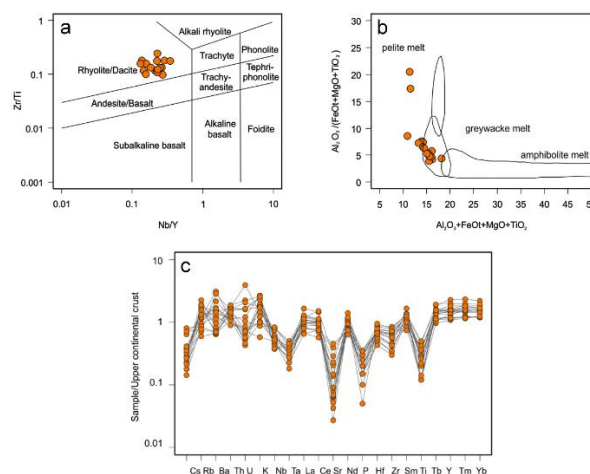 a
Zr/Ti
1
0.1
0.01
0.001
Alkali rhyolite
Phonolite
Trachyte
Rhyolite/Dacite
Tephri-
phonolite
Trachy-
andesite
Andesite/Basalt
Alkaline
basalt
Foidite
Subalkaline basalt
0.01
0.1
1
10
Nb/Y
b
Al₂O₃/(FeOt+MgO+TiO₂)
30
25
20
15
10
5
0
pelite melt
greywacke melt
amphibolite melt
0 5 10 15 20 25 30 35 40 45 50
Al₂O₃+FeOt+MgO+TiO₂
c
Sample/Upper continental crust
10
1
0.1
0.01
Cs Rb Ba Th U K Nb Ta La Ce Sr Nd P Hf Zr Sm Ti Tb Y Tm Yb